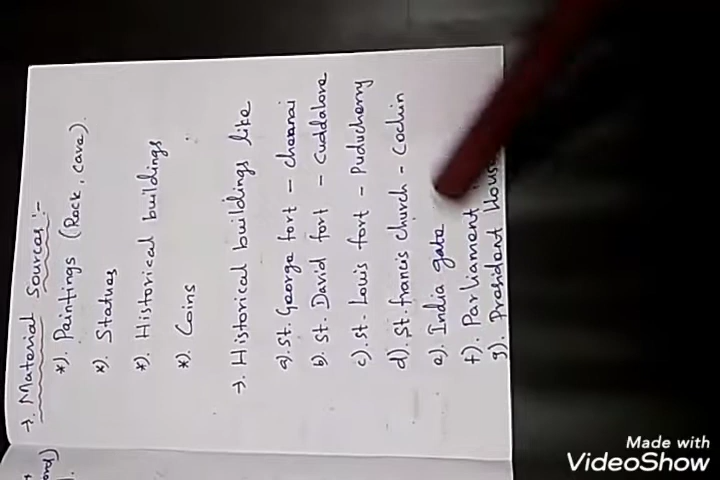 →. Material Sources:-
*). Paintings (Rock, cave).
*). Statues
*). Historical buildings
*). Coins
→. Historical buildings like
a). St. George fort - chennai
b). St. David fort - Cuddalore
c). St. Louis fort - Puducherry
d). St. francis church - Cochin
e). India gate
f). Parliament
g). President House
Made with
VideoShow